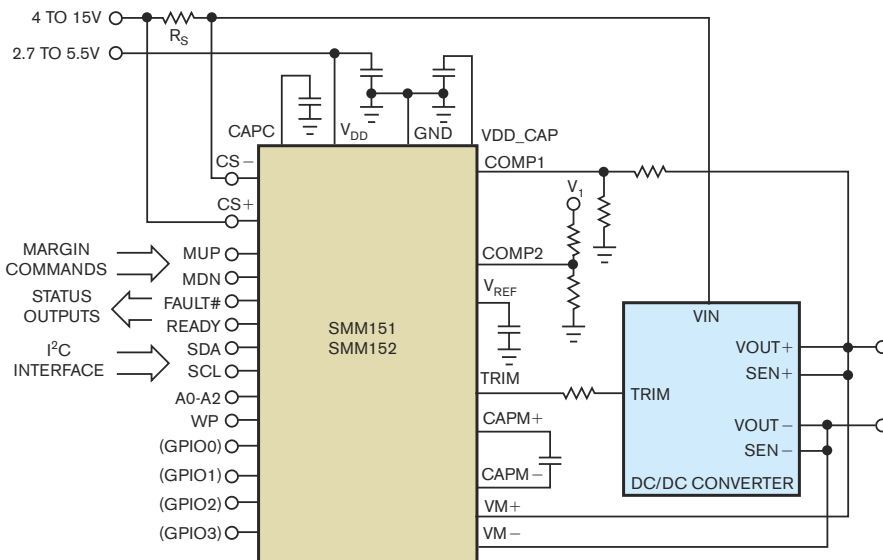 4 TO 15V
R_S
2.7 TO 5.5V
CAPC
V_DD
GND
VDD_CAP
CS−
CS+
MARGIN
COMMANDS
MUP
MDN
STATUS
OUTPUTS
FAULT#
READY
I²C
INTERFACE
SDA
SCL
A0-A2
WP
(GPIO0)
(GPIO1)
(GPIO2)
(GPIO3)
SMM151
SMM152
COMP1
V_1
COMP2
V_REF
TRIM
CAPM+
CAPM−
VM+
VM−
VIN
VOUT+
SEN+
TRIM
VOUT−
SEN−
DC/DC CONVERTER